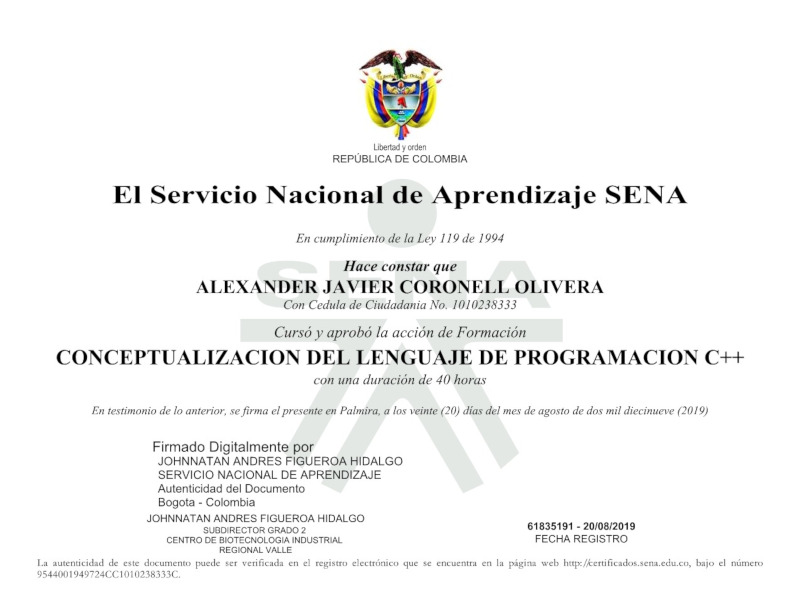 Libertad y orden
REPÚBLICA DE COLOMBIA
El Servicio Nacional de Aprendizaje SENA
En cumplimiento de la Ley 119 de 1994
SENA
Hace constar que
ALEXANDER JAVIER CORONELL OLIVERA
Con Cedula de Ciudadania No. 1010238333
Cursó y aprobó la acción de Formación
CONCEPTUALIZACION DEL LENGUAJE DE PROGRAMACION C++
con una duración de 40 horas
En testimonio de lo anterior, se firma el presente en Palmira, a los veinte (20) días del mes de agosto de dos mil diecinueve (2019)
Firmado Digitalmente por
JOHNNATAN ANDRES FIGUEROA HIDALGO
SERVICIO NACIONAL DE APRENDIZAJE
Autenticidad del Documento
Bogota - Colombia
JOHNNATAN ANDRES FIGUEROA HIDALGO
SUBDIRECTOR GRADO 2
CENTRO DE BIOTECNOLOGIA INDUSTRIAL
REGIONAL VALLE
61835191 - 20/08/2019
FECHA REGISTRO
La autenticidad de este documento puede ser verificada en el registro electrónico que se encuentra en la página web http://certificados.sena.edu.co, bajo el número
9544001949724CC1010238333C.